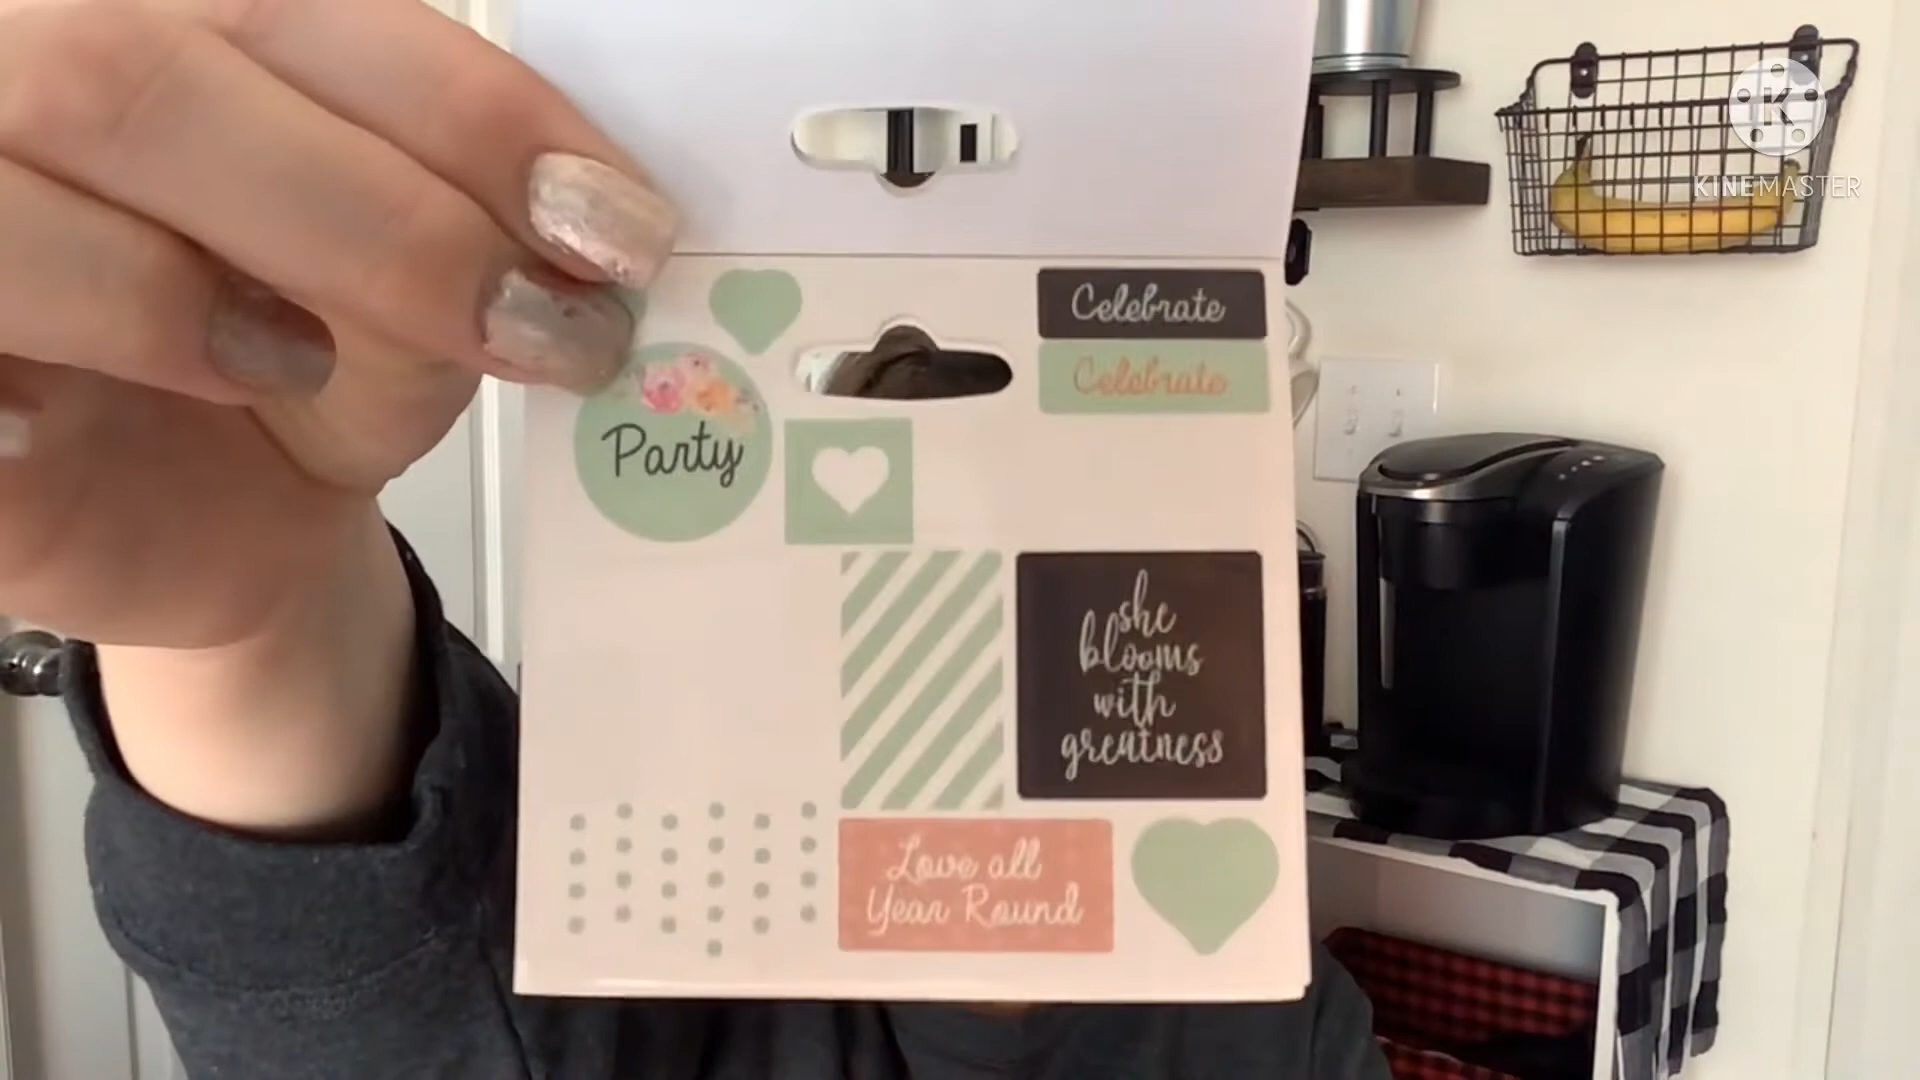 KINEMASTER
Celebrate
Celebrate
Party
she
blooms
with
greatness
Love all
Year Round